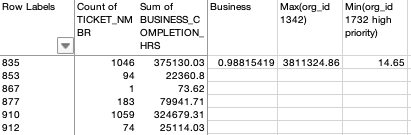 Row Labels Count of TICKET_NMBR Sum of BUSINESS_COMPLETION_HRS Business Max(org_id 1342) Min(org_id 1732 high priority)
835 1046 375130.03 0.98815419 3811324.86 14.65
853 94 22360.8
867 1 73.62
877 183 79941.71
910 1059 324679.31
912 74 25114.03